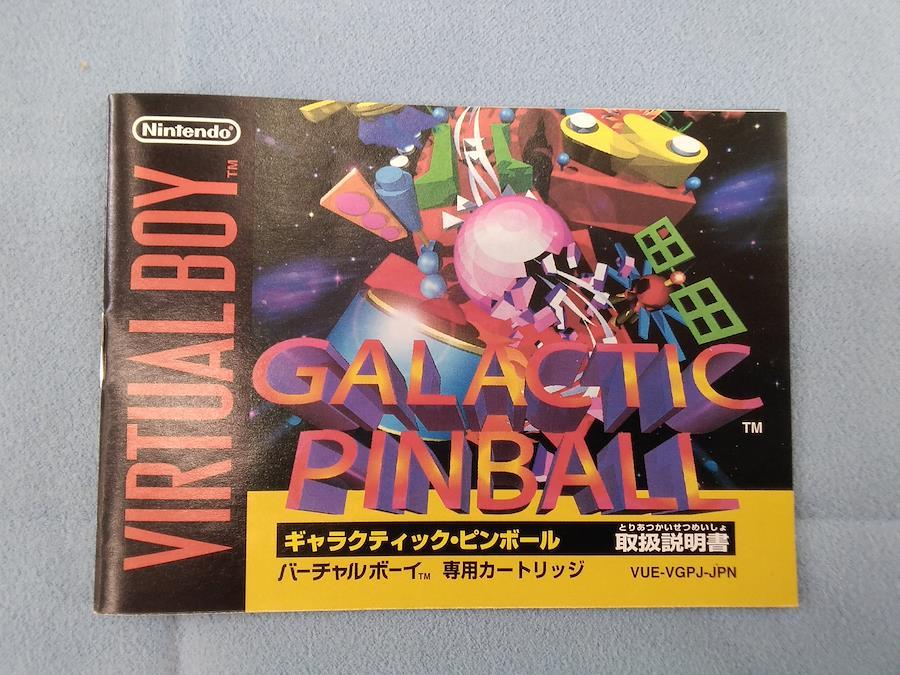 Nintendo
VIRTUAL BOY™
GALACTIC
PINBALL
™
ギャラクティック・ピンボール
とりあつかいせつめいしょ
取扱説明書
バーチャルボーイ™ 専用カートリッジ
VUE-VGPJ-JPN